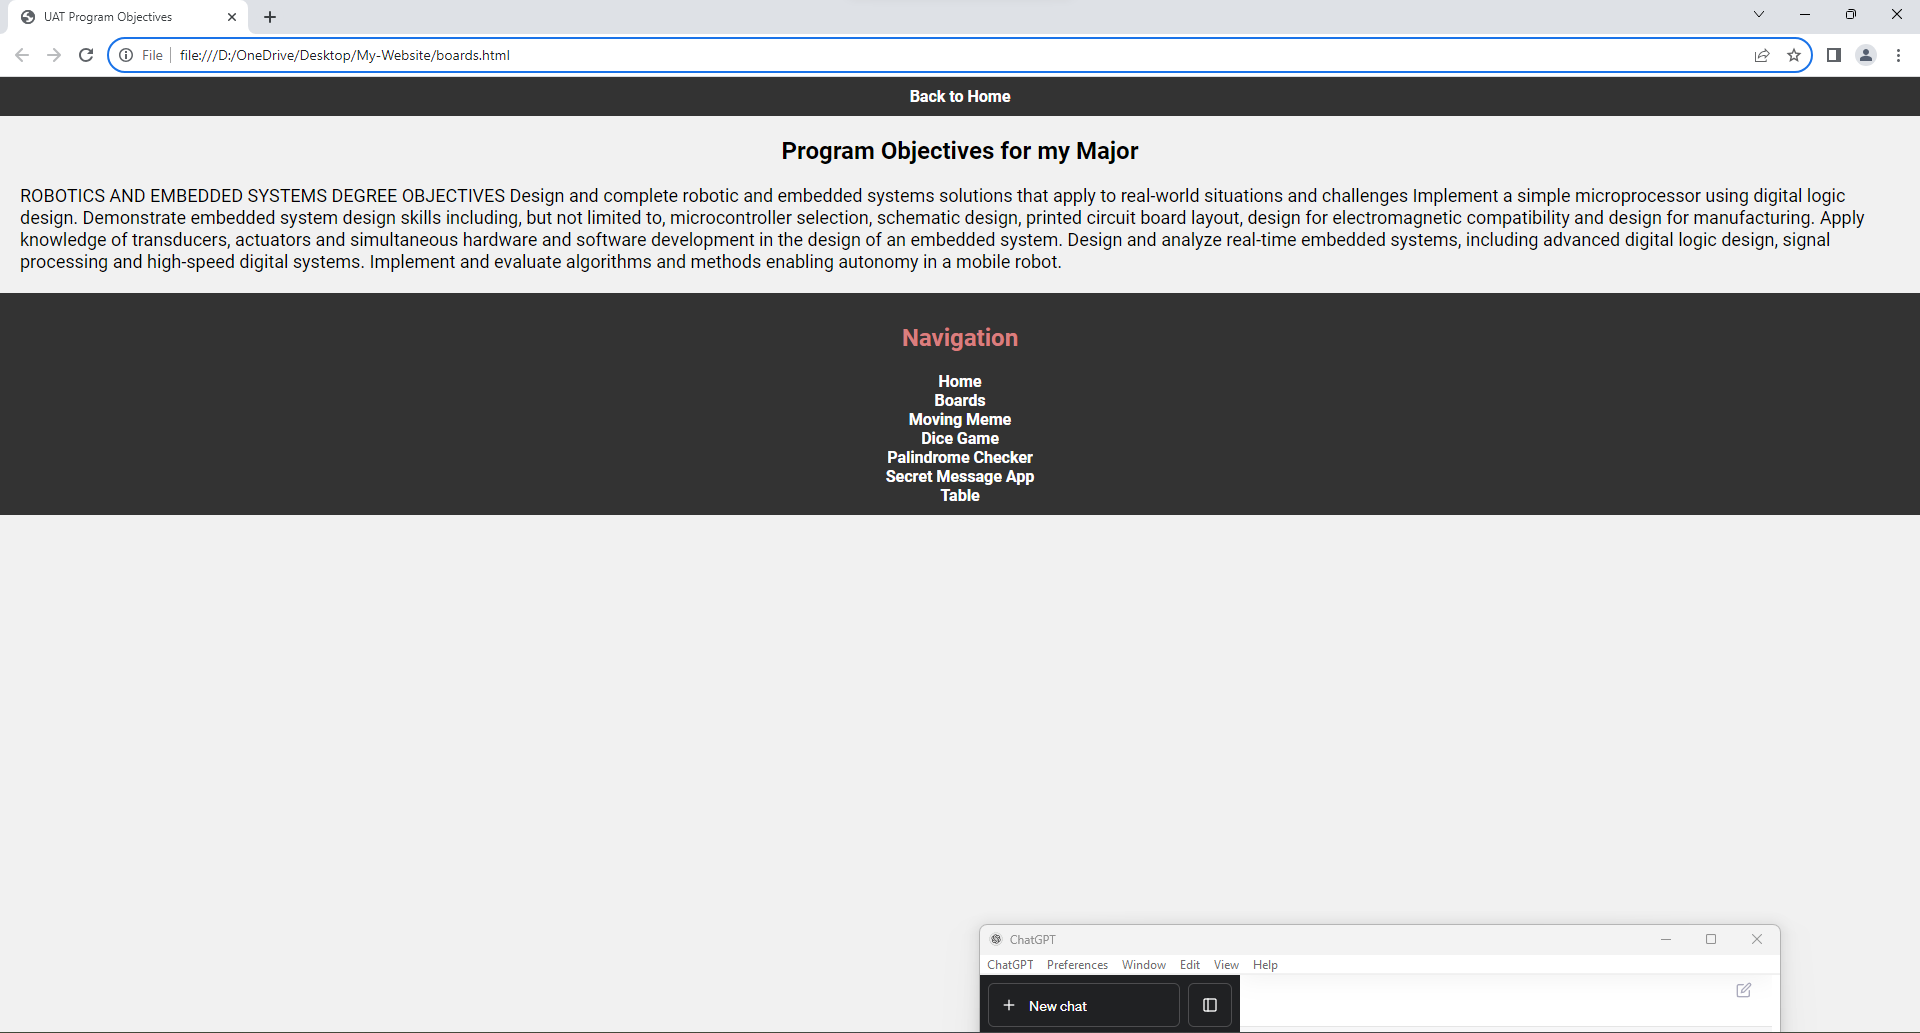 UAT Program Objectives
File
file:///D:/OneDrive/Desktop/My-Website/boards.html
Back to Home
Program Objectives for my Major
ROBOTICS AND EMBEDDED SYSTEMS DEGREE OBJECTIVES Design and complete robotic and embedded systems solutions that apply to real-world situations and challenges Implement a simple microprocessor using digital logic
design. Demonstrate embedded system design skills including, but not limited to, microcontroller selection, schematic design, printed circuit board layout, design for electromagnetic compatibility and design for manufacturing. Apply
knowledge of transducers, actuators and simultaneous hardware and software development in the design of an embedded system. Design and analyze real-time embedded systems, including advanced digital logic design, signal
processing and high-speed digital systems. Implement and evaluate algorithms and methods enabling autonomy in a mobile robot.
Navigation
Home
Boards
Moving Meme
Dice Game
Palindrome Checker
Secret Message App
Table
ChatGPT
ChatGPT Preferences Window Edit View Help
New chat